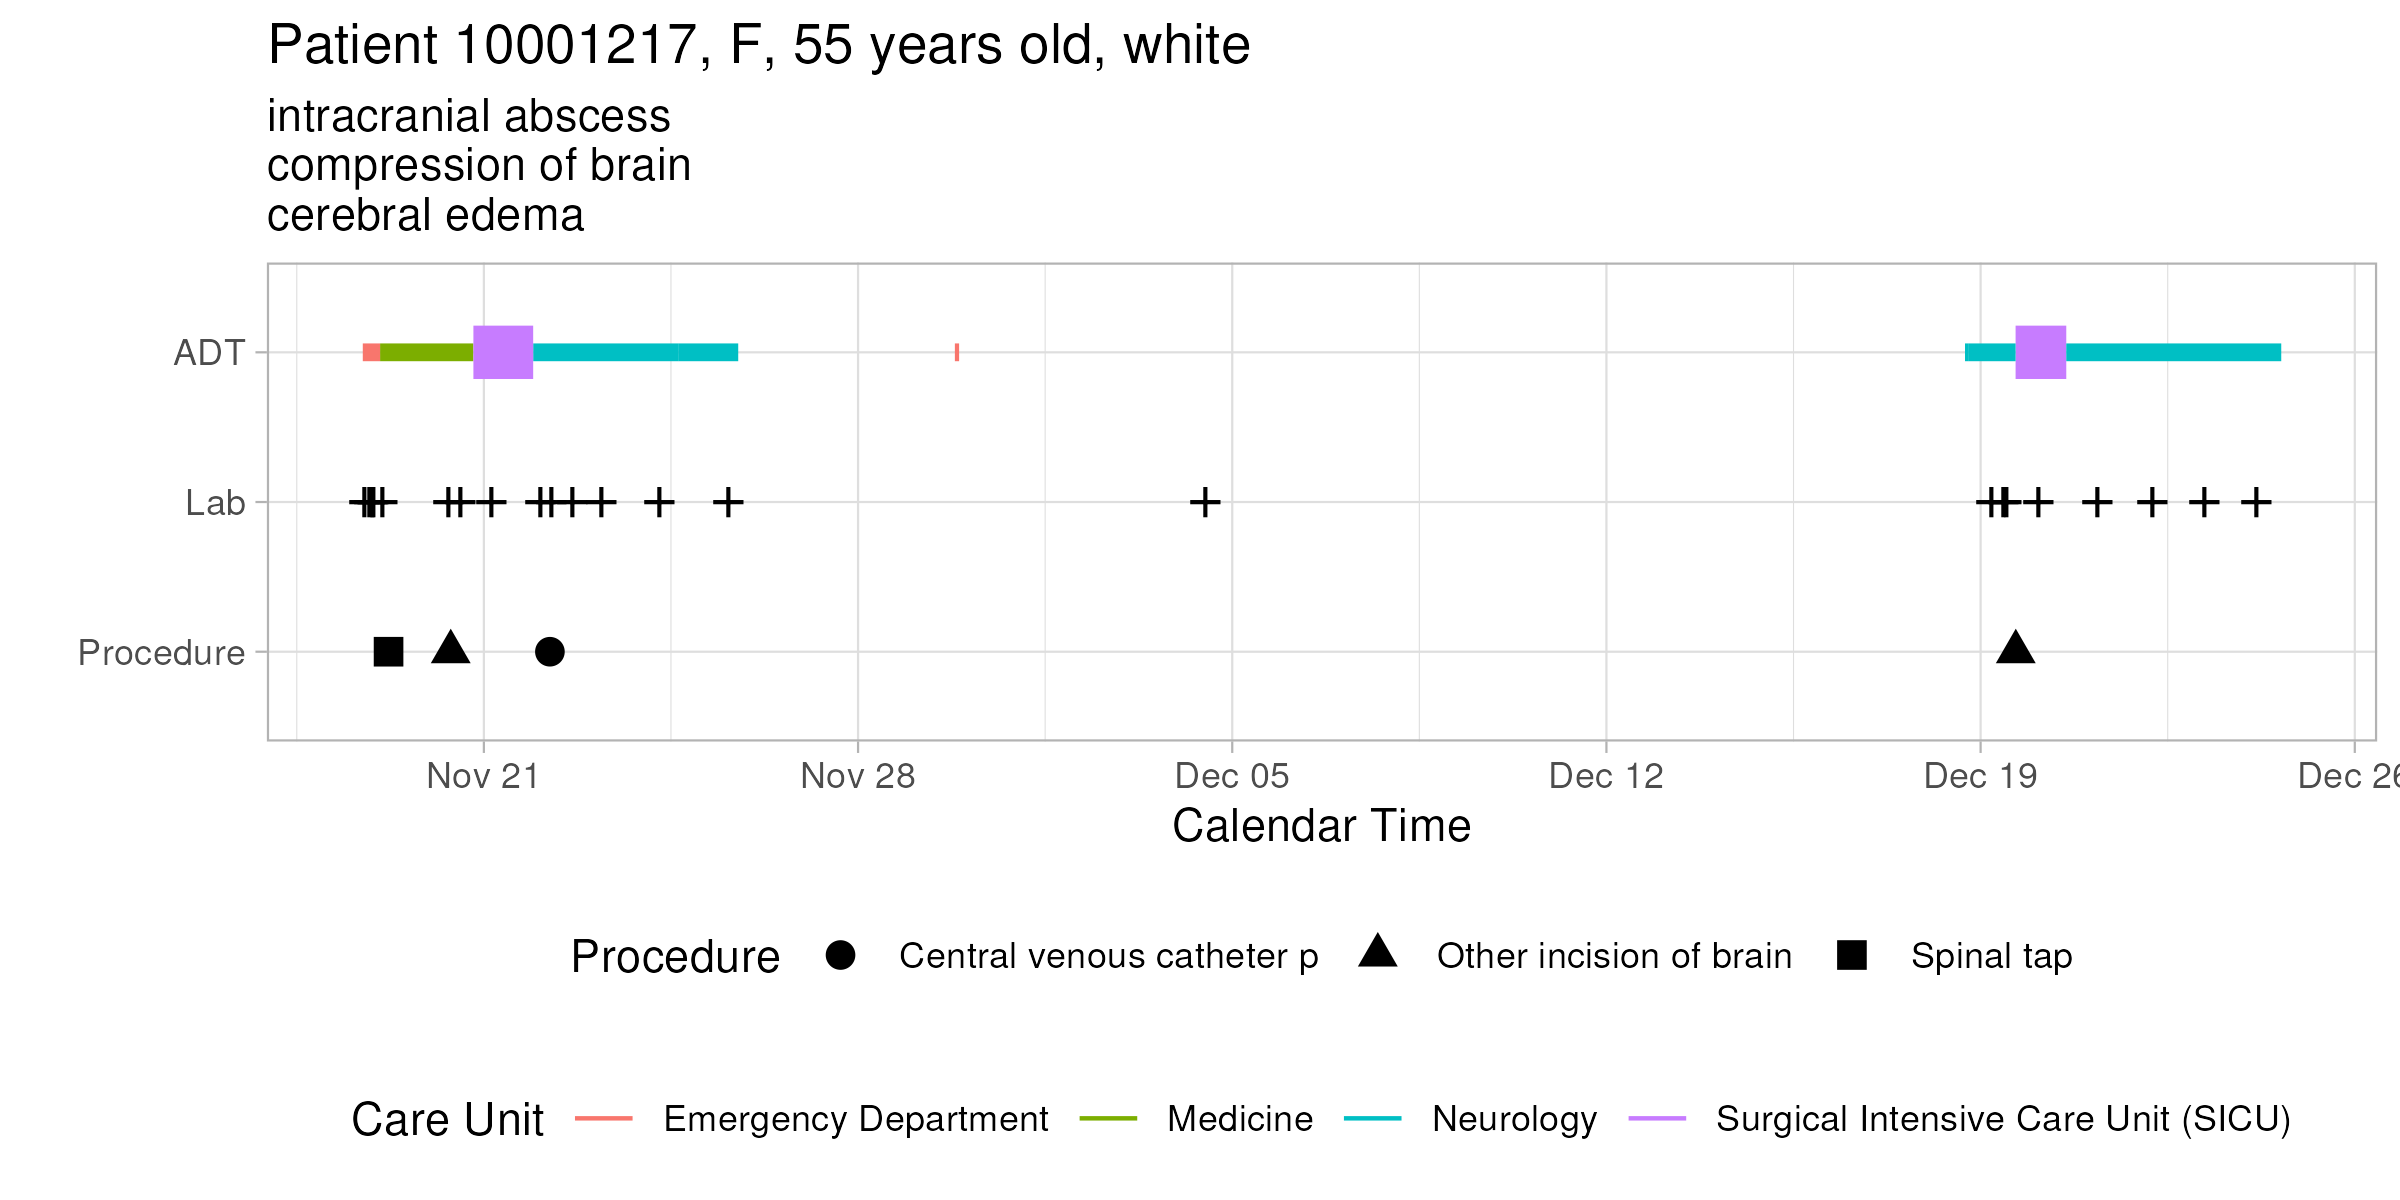 Patient 10001217, F, 55 years old, white
intracranial abscess
compression of brain
cerebral edema
ADT
Lab
Procedure
Nov 21 Nov 28 Dec 05 Dec 12 Dec 19 Dec 26
Calendar Time
Procedure Central venous catheter p Other incision of brain Spinal tap
Care Unit Emergency Department Medicine Neurology Surgical Intensive Care Unit (SICU)